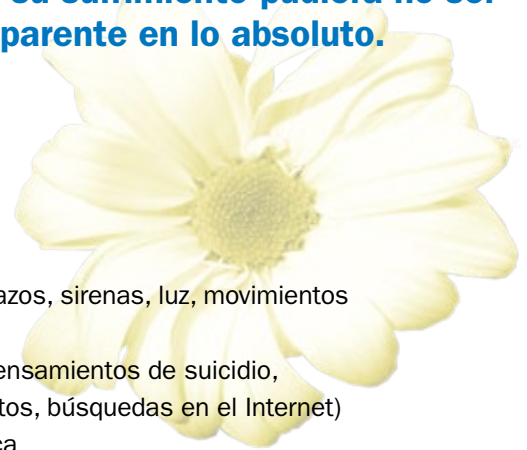 su sufrimiento pudiera no ser
parente en lo absoluto.
azos, sirenas, luz, movimientos
ensamientos de suicidio,
tos, búsquedas en el Internet)
ca